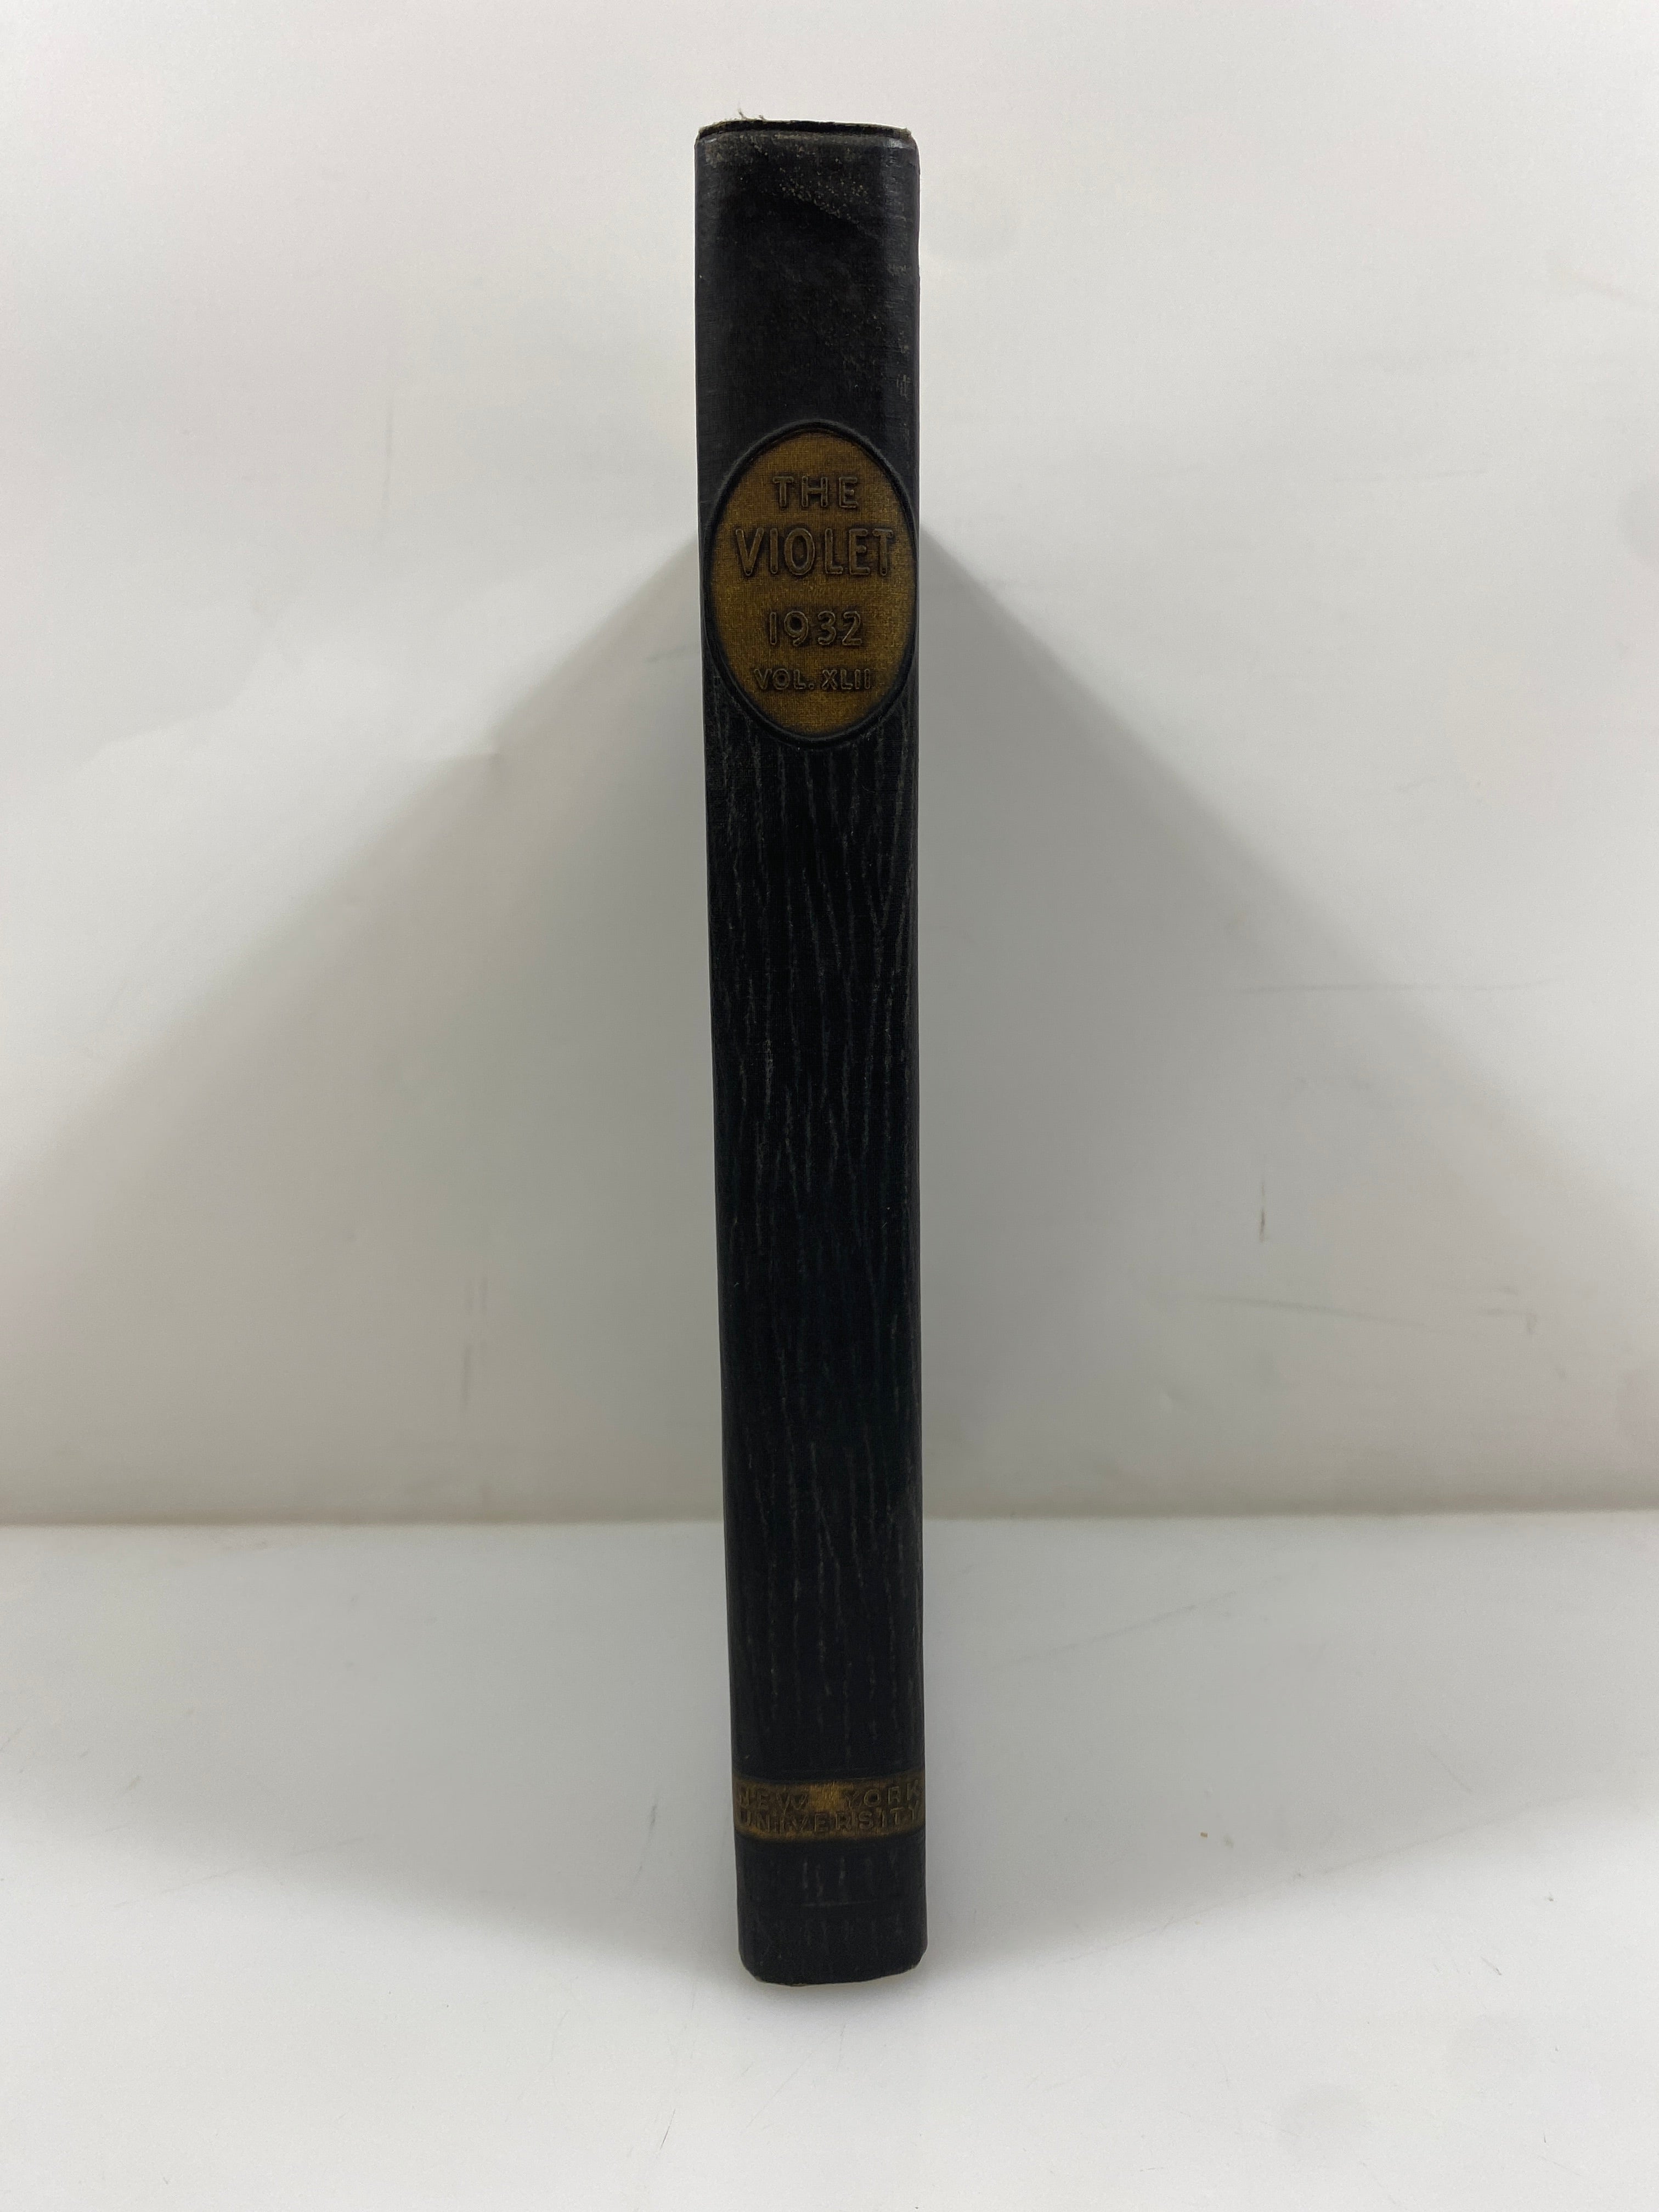 THE
VIOLET
1932
VOL. XLII
NEW YORK
UNIVERSITY